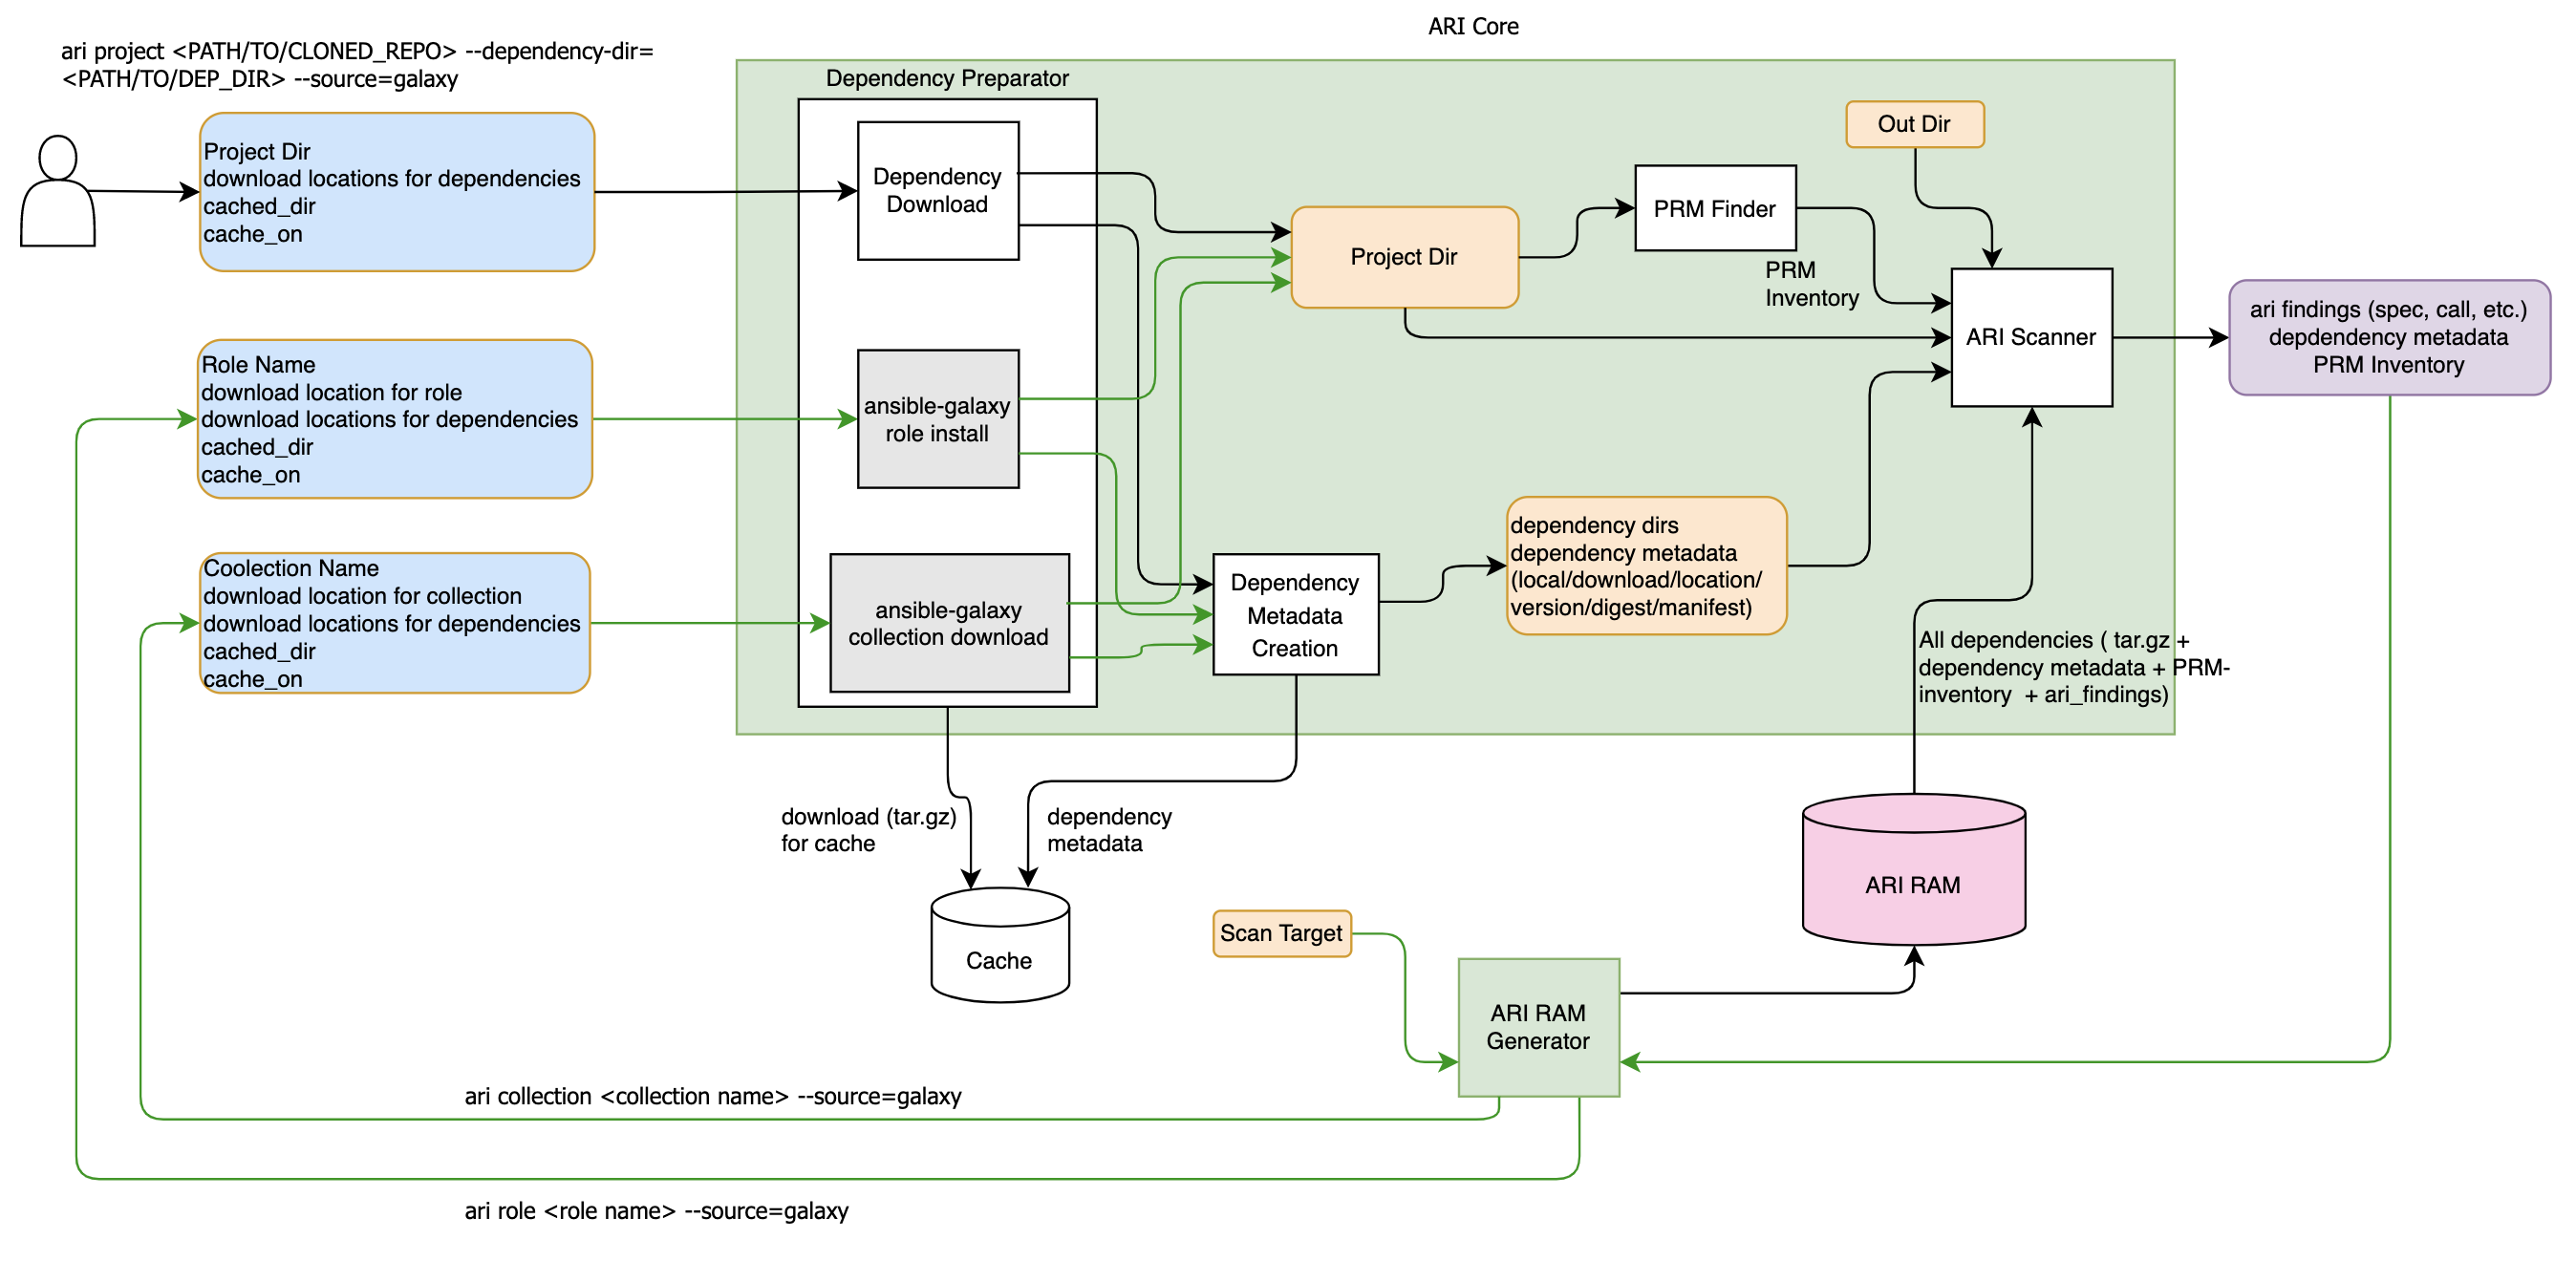 ARI Core
ari project <PATH/TO/CLONED_REPO> --dependency-dir=
<PATH/TO/DEP_DIR> --source=galaxy
Dependency Preparator
Project Dir
download locations for dependencies
cached_dir
cache_on
Dependency
Download
Out Dir
PRM Finder
Project Dir
PRM
Inventory
ARI Scanner
ari findings (spec, call, etc.)
depdendency metadata
PRM Inventory
Role Name
download location for role
download locations for dependencies
cached_dir
cache_on
ansible-galaxy
role install
Coolection Name
download location for collection
download locations for dependencies
cached_dir
cache_on
ansible-galaxy
collection download
Dependency
Metadata
Creation
dependency dirs
dependency metadata
(local/download/location/
version/digest/manifest)
All dependencies ( tar.gz +
dependency metadata + PRM-
inventory  + ari_findings)
download (tar.gz)
for cache
dependency
metadata
Cache
ARI RAM
Scan Target
ARI RAM
Generator
ari collection <collection name> --source=galaxy
ari role <role name> --source=galaxy